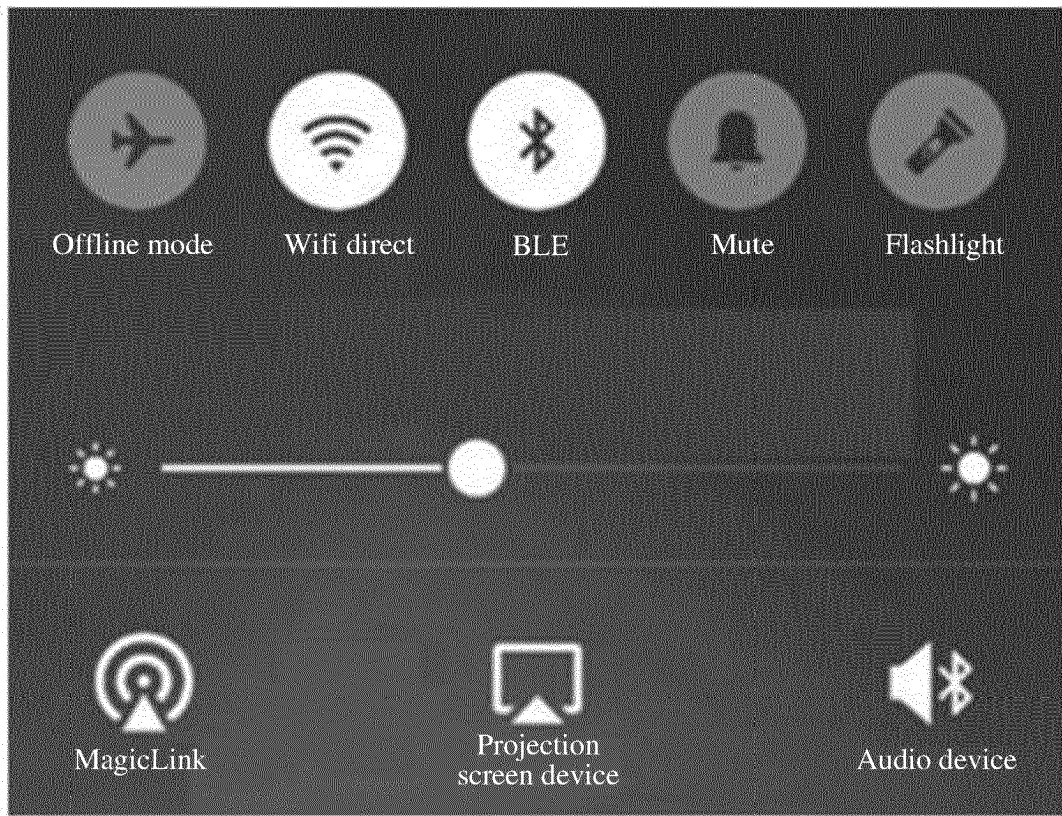 Offline mode
Wifi direct
BLE
Mute
Flashlight
MagicLink
Projection
screen device
Audio device